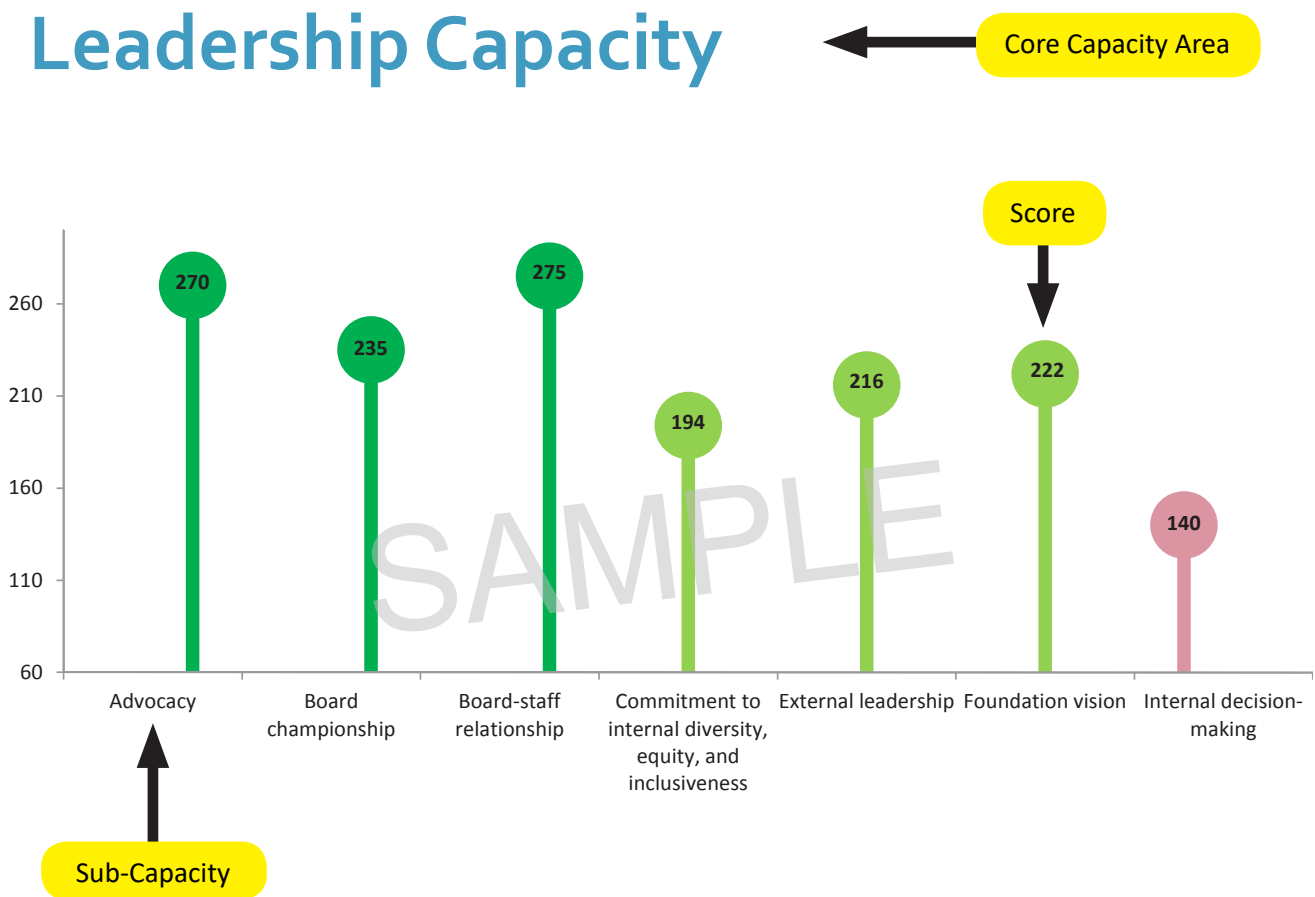 Leadership Capacity
Core Capacity Area
Score
270
235
275
194
216
222
140
260
210
160
110
60
SAMPLE
Advocacy
Board
championship
Board-staff
relationship
Commitment to
internal diversity,
equity, and
inclusiveness
External leadership
Foundation vision
Internal decision-
making
Sub-Capacity